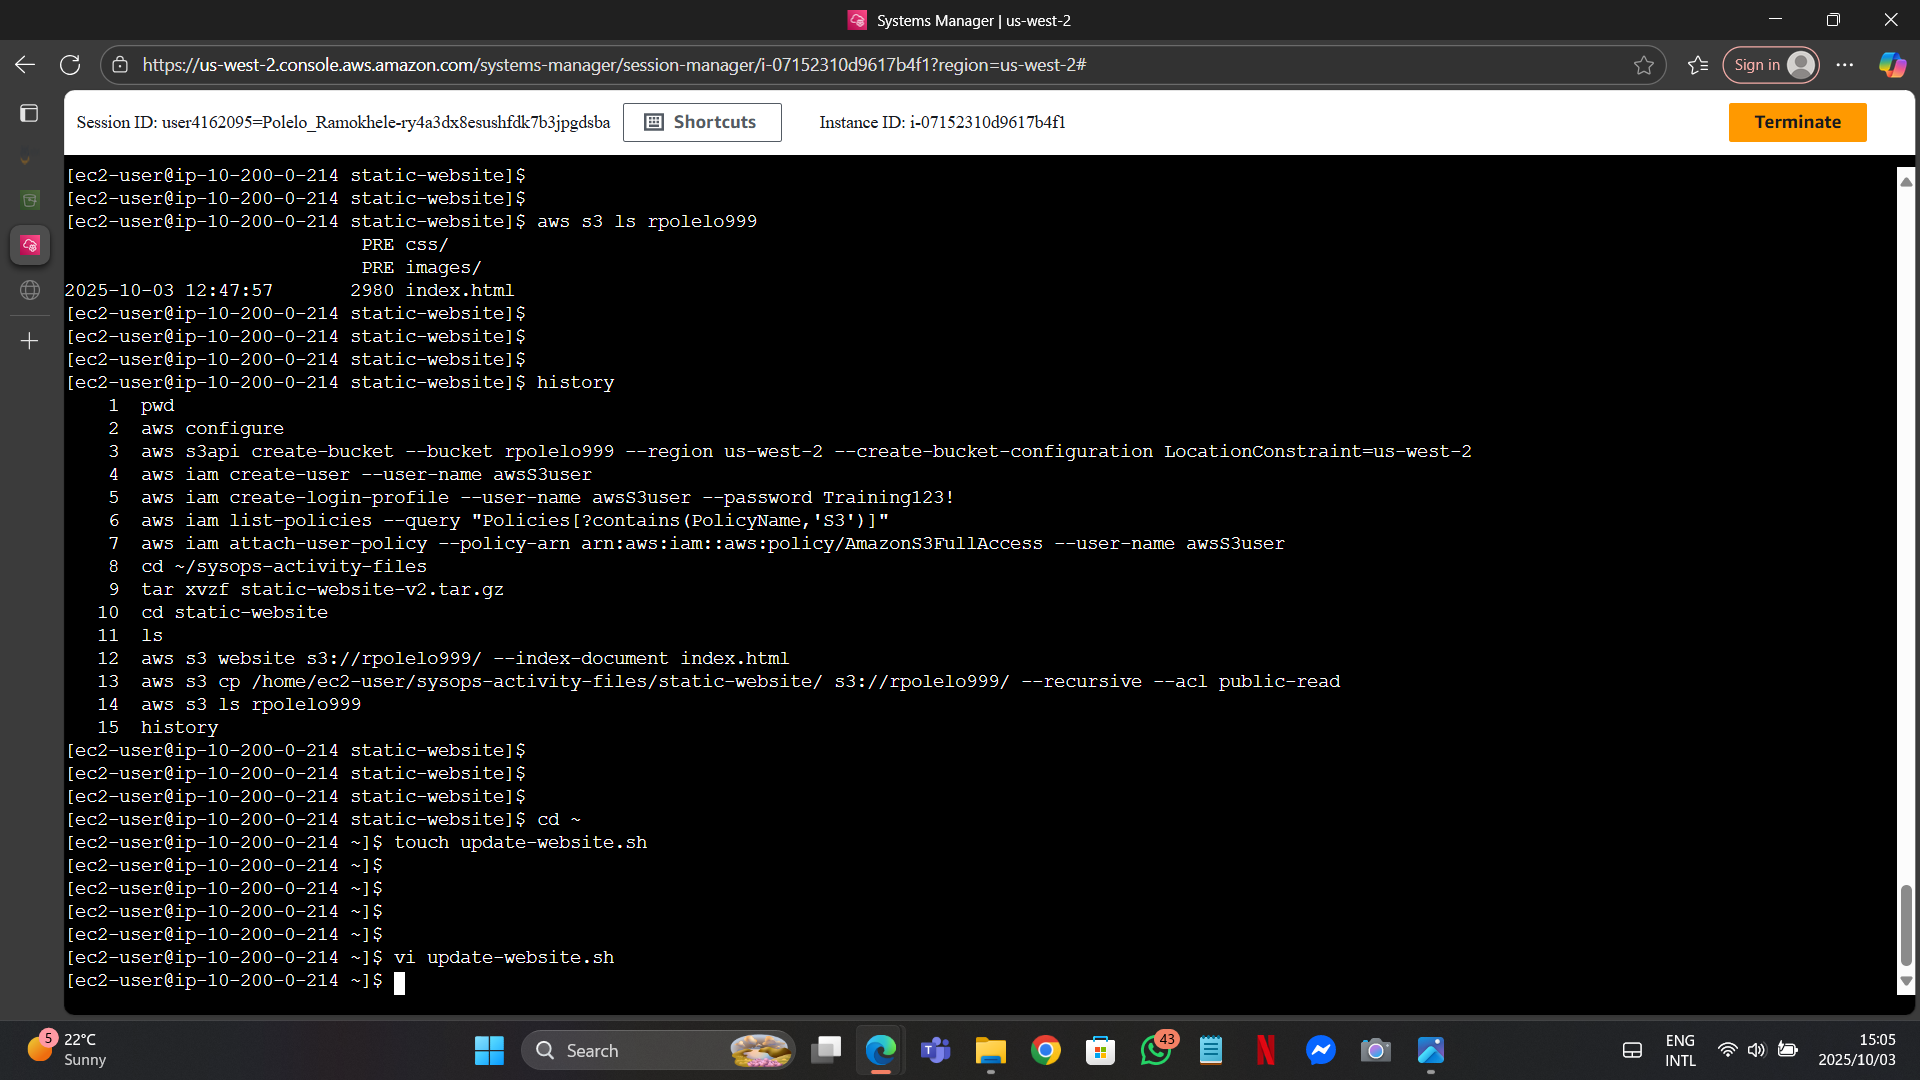 Systems Manager | us-west-2
https://us-west-2.console.aws.amazon.com/systems-manager/session-manager/i-07152310d9617b4f1?region=us-west-2#
Sign in
Session ID: user4162095=Polelo_Ramokhele-ry4a3dx8esushfdk7b3jpgdsba
Shortcuts
Instance ID: i-07152310d9617b4f1
Terminate
[ec2-user@ip-10-200-0-214 static-website]$
[ec2-user@ip-10-200-0-214 static-website]$
[ec2-user@ip-10-200-0-214 static-website]$ aws s3 ls rpolelo999
PRE css/
PRE images/
2025-10-03 12:47:57       2980 index.html
[ec2-user@ip-10-200-0-214 static-website]$
[ec2-user@ip-10-200-0-214 static-website]$
[ec2-user@ip-10-200-0-214 static-website]$
[ec2-user@ip-10-200-0-214 static-website]$ history
1  pwd
2  aws configure
3  aws s3api create-bucket --bucket rpolelo999 --region us-west-2 --create-bucket-configuration LocationConstraint=us-west-2
4  aws iam create-user --user-name awsS3user
5  aws iam create-login-profile --user-name awsS3user --password Training123!
6  aws iam list-policies --query "Policies[?contains(PolicyName,'S3')]"
7  aws iam attach-user-policy --policy-arn arn:aws:iam::aws:policy/AmazonS3FullAccess --user-name awsS3user
8  cd ~/sysops-activity-files
9  tar xvzf static-website-v2.tar.gz
10  cd static-website
11  ls
12  aws s3 website s3://rpolelo999/ --index-document index.html
13  aws s3 cp /home/ec2-user/sysops-activity-files/static-website/ s3://rpolelo999/ --recursive --acl public-read
14  aws s3 ls rpolelo999
15  history
[ec2-user@ip-10-200-0-214 static-website]$
[ec2-user@ip-10-200-0-214 static-website]$
[ec2-user@ip-10-200-0-214 static-website]$
[ec2-user@ip-10-200-0-214 static-website]$ cd ~
[ec2-user@ip-10-200-0-214 ~]$ touch update-website.sh
[ec2-user@ip-10-200-0-214 ~]$
[ec2-user@ip-10-200-0-214 ~]$
[ec2-user@ip-10-200-0-214 ~]$
[ec2-user@ip-10-200-0-214 ~]$
[ec2-user@ip-10-200-0-214 ~]$ vi update-website.sh
[ec2-user@ip-10-200-0-214 ~]$
5
22°C
Sunny
Search
43
ENG
INTL
15:05
2025/10/03